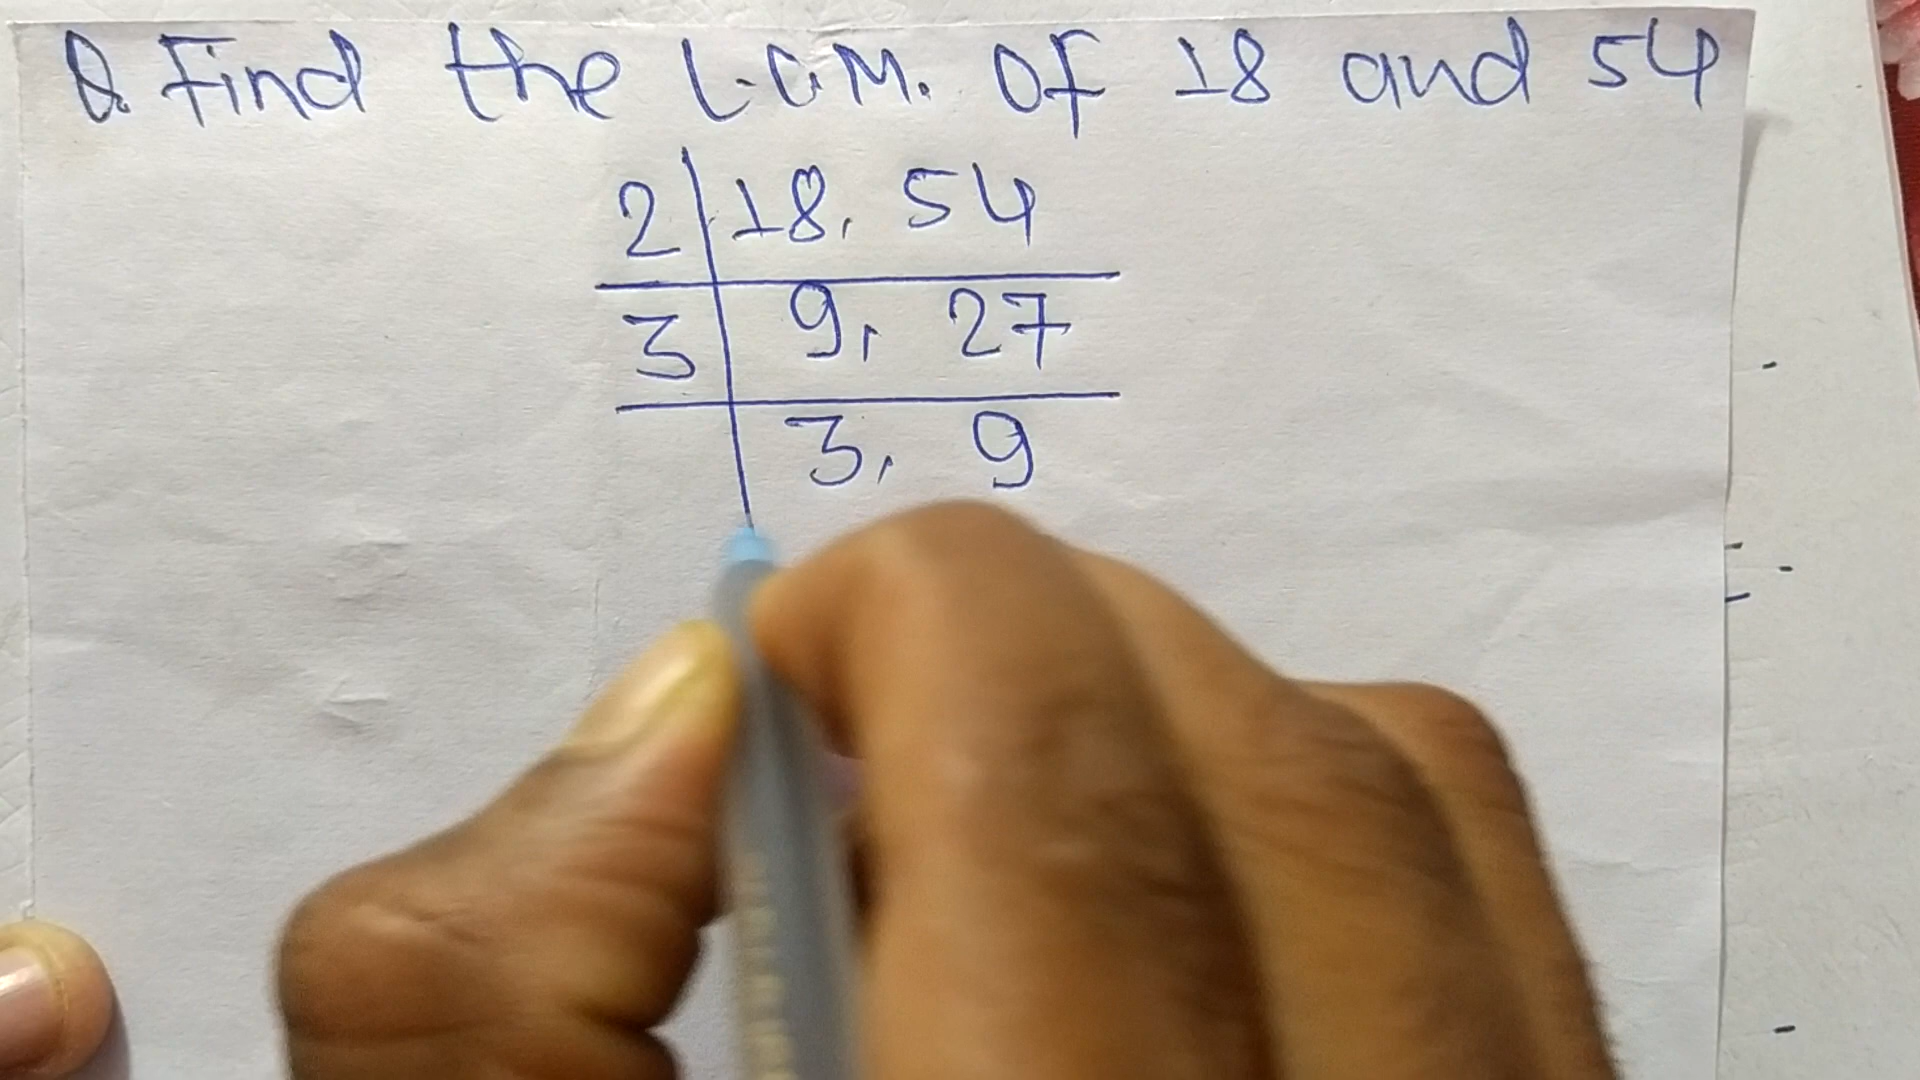 Q. Find the L.C.M. of 18 and 54
2 18, 54
3 9, 27
3, 9